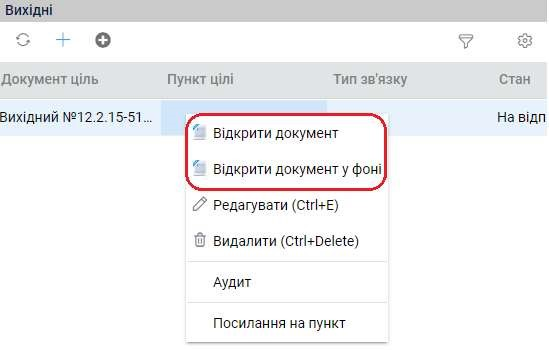 Вихідні
Документ ціль Пункт цілі Тип зв'язку Стан
Вихідний №12.2.15-51... На відп
Відкрити документ
Відкрити документ у фоні
Редагувати (Ctrl+E)
Видалити (Ctrl+Delete)
Аудит
Посилання на пункт